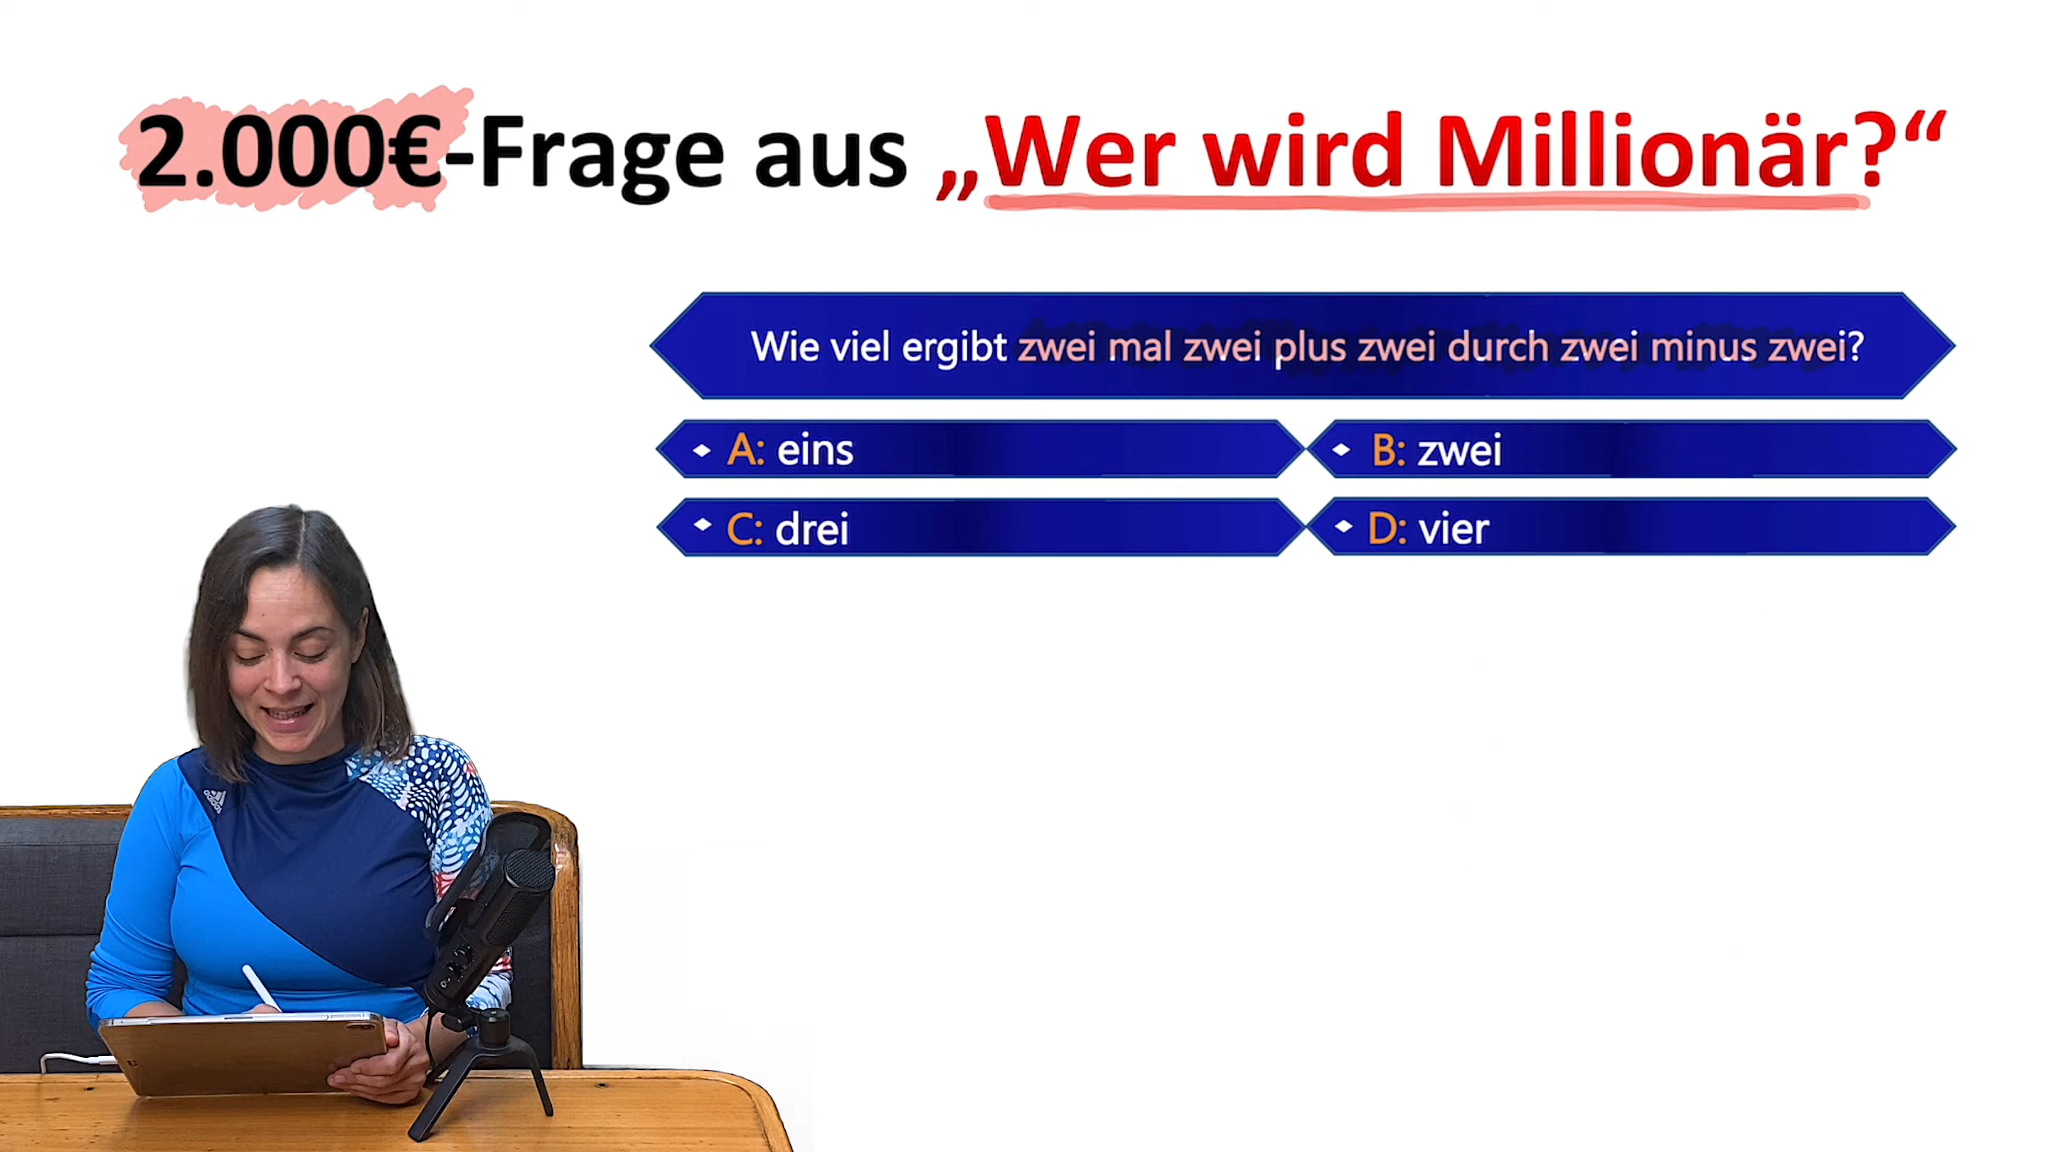 2.000€-Frage aus „Wer wird Millionär?“
Wie viel ergibt zwei mal zwei plus zwei durch zwei minus zwei?
A: eins
B: zwei
C: drei
D: vier
adidas